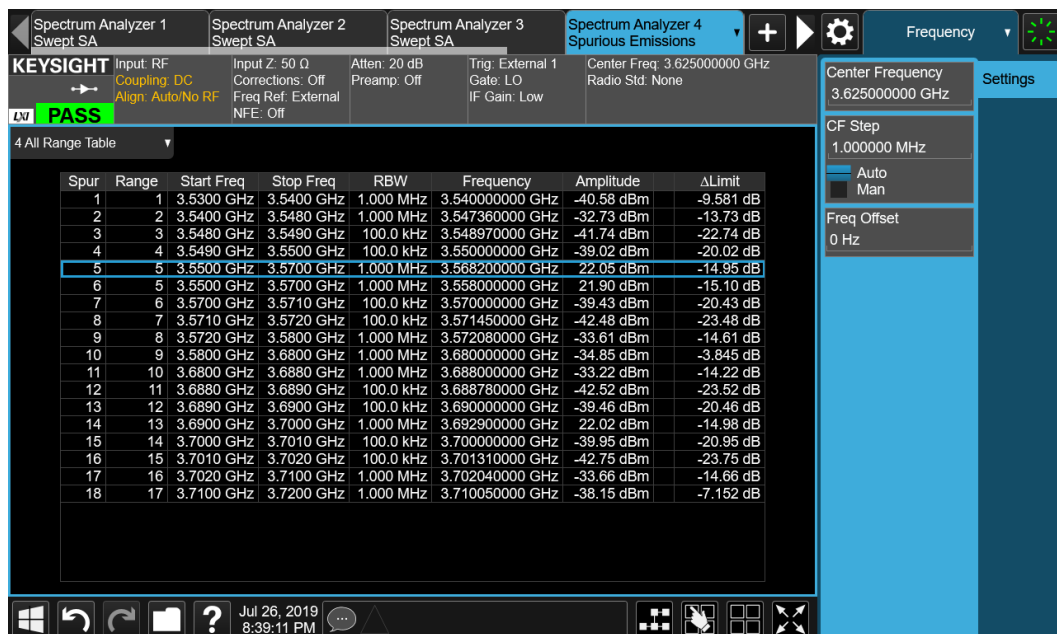 Spectrum Analyzer 1
Swept SA
Spectrum Analyzer 2
Swept SA
Spectrum Analyzer 3
Swept SA
Spectrum Analyzer 4
Spurious Emissions
+
Frequency
KEYSIGHT
LXI
PASS
Input: RF
Coupling: DC
Align: Auto/No RF
Input Z: 50 Ω
Corrections: Off
Freq Ref: External
NFE: Off
Atten: 20 dB
Preamp: Off
Trig: External 1
Gate: LO
IF Gain: Low
Center Freq: 3.625000000 GHz
Radio Std: None
Center Frequency
3.625000000 GHz
Settings
CF Step
1.000000 MHz
Auto
Man
Freq Offset
0 Hz
4 All Range Table
Spur Range Start Freq Stop Freq RBW Frequency Amplitude ΔLimit
1 1 3.5300 GHz 3.5400 GHz 1.000 MHz 3.540000000 GHz -40.58 dBm -9.581 dB
2 2 3.5400 GHz 3.5480 GHz 1.000 MHz 3.547360000 GHz -32.73 dBm -13.73 dB
3 3 3.5480 GHz 3.5490 GHz 100.0 kHz 3.548970000 GHz -41.74 dBm -22.74 dB
4 4 3.5490 GHz 3.5500 GHz 100.0 kHz 3.550000000 GHz -39.02 dBm -20.02 dB
5 5 3.5500 GHz 3.5700 GHz 1.000 MHz 3.568200000 GHz 22.05 dBm -14.95 dB
6 5 3.5500 GHz 3.5700 GHz 1.000 MHz 3.558000000 GHz 21.90 dBm -15.10 dB
7 6 3.5700 GHz 3.5710 GHz 100.0 kHz 3.570000000 GHz -39.43 dBm -20.43 dB
8 7 3.5710 GHz 3.5720 GHz 100.0 kHz 3.571450000 GHz -42.48 dBm -23.48 dB
9 8 3.5720 GHz 3.5800 GHz 1.000 MHz 3.572080000 GHz -33.61 dBm -14.61 dB
10 9 3.5800 GHz 3.6800 GHz 1.000 MHz 3.680000000 GHz -34.85 dBm -3.845 dB
11 10 3.6800 GHz 3.6880 GHz 1.000 MHz 3.688000000 GHz -33.22 dBm -14.22 dB
12 11 3.6880 GHz 3.6890 GHz 100.0 kHz 3.688780000 GHz -42.52 dBm -23.52 dB
13 12 3.6890 GHz 3.6900 GHz 100.0 kHz 3.690000000 GHz -39.46 dBm -20.46 dB
14 13 3.6900 GHz 3.7000 GHz 1.000 MHz 3.692900000 GHz 22.02 dBm -14.98 dB
15 14 3.7000 GHz 3.7010 GHz 100.0 kHz 3.700000000 GHz -39.95 dBm -20.95 dB
16 15 3.7010 GHz 3.7020 GHz 100.0 kHz 3.701310000 GHz -42.75 dBm -23.75 dB
17 16 3.7020 GHz 3.7100 GHz 1.000 MHz 3.702040000 GHz -33.66 dBm -14.66 dB
18 17 3.7100 GHz 3.7200 GHz 1.000 MHz 3.710050000 GHz -38.15 dBm -7.152 dB
?
Jul 26, 2019
8:39:11 PM